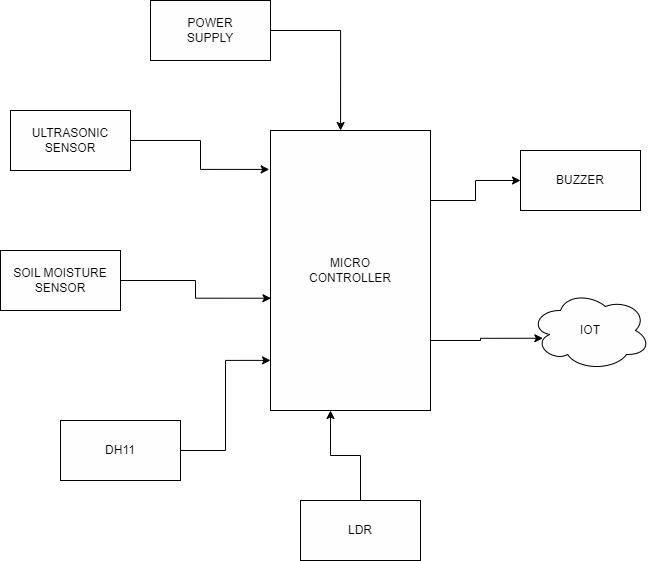 POWER
SUPPLY
ULTRASONIC
SENSOR
BUZZER
MICRO
CONTROLLER
SOIL MOISTURE
SENSOR
IOT
DH11
LDR